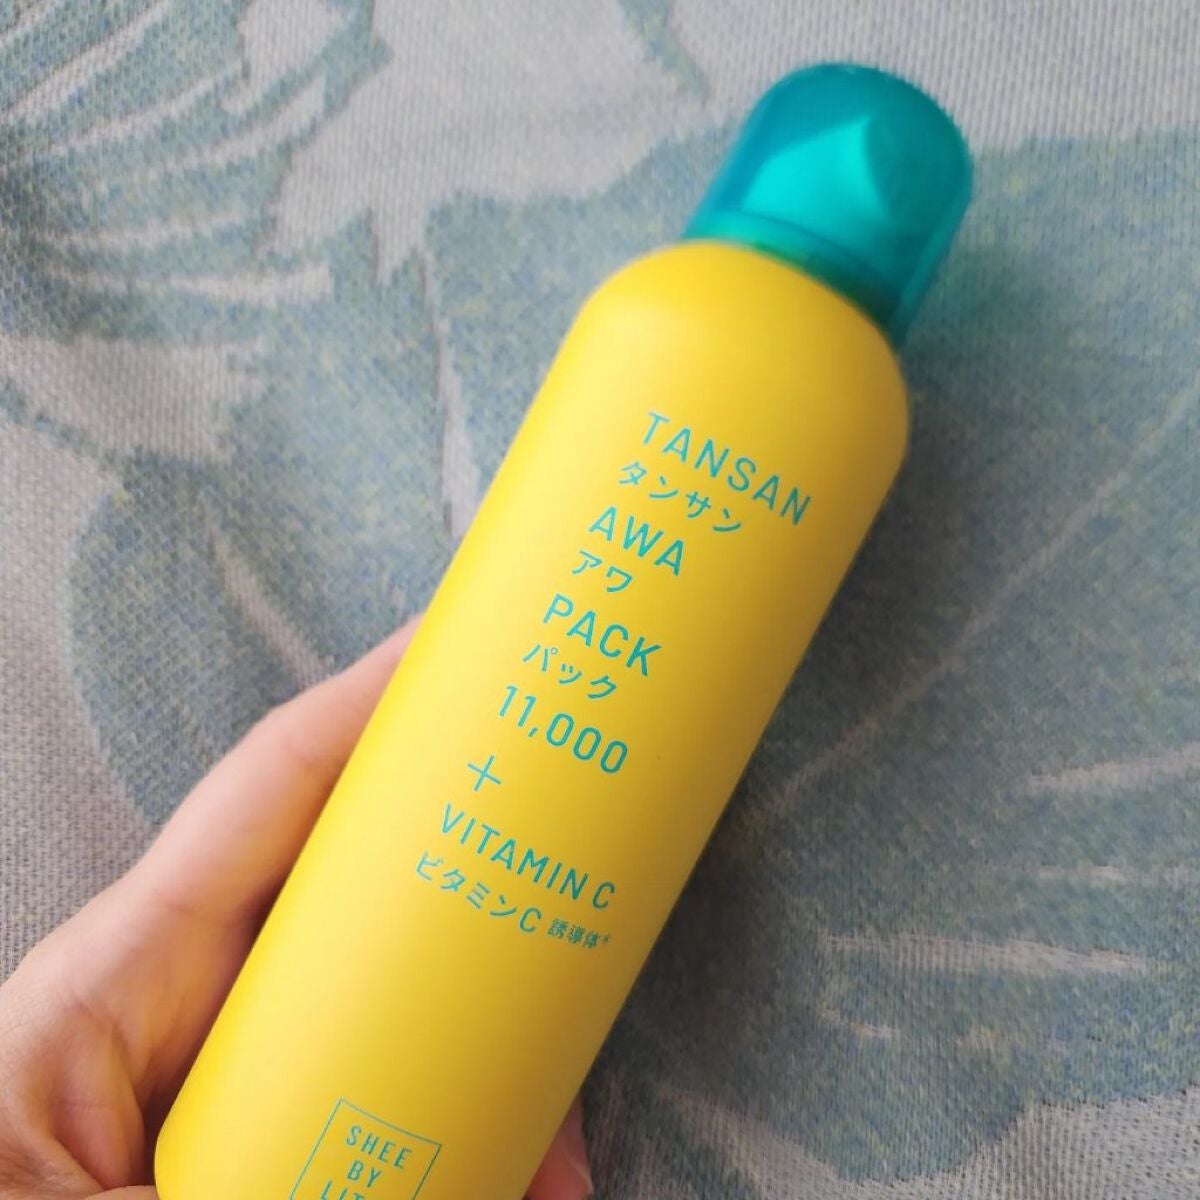 TANSAN
タンサン
AWA
アワ
PACK
パック
11,000
+
VITAMIN C
ビタミンC 誘導体*
SHEE
BY